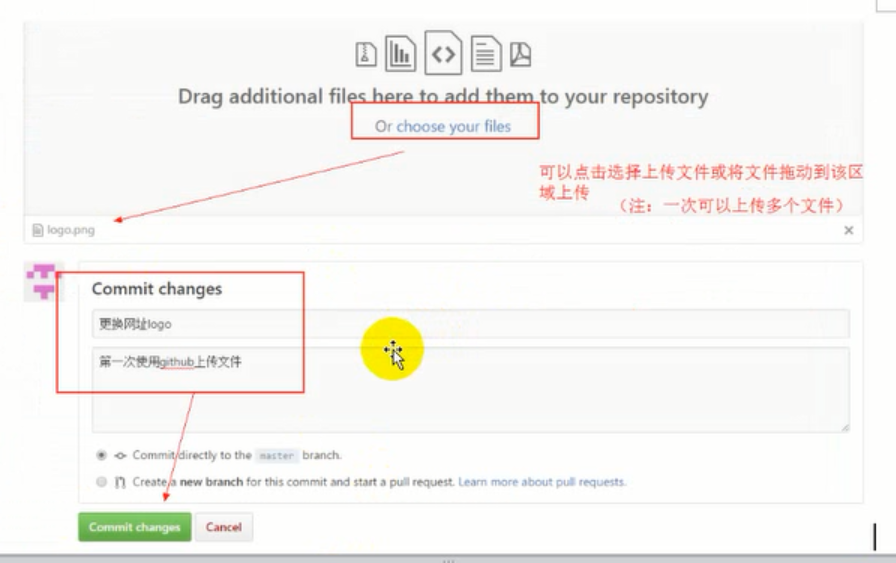 Drag additional files here to add them to your repository
Or choose your files
可以点击选择上传文件或将文件拖动到该区
域上传
（注：一次可以上传多个文件）
logo.png
Commit changes
更换网址logo
第一次使用github上传文件
Commit directly to the master branch.
Create a new branch for this commit and start a pull request. Learn more about pull requests.
Commit changes
Cancel